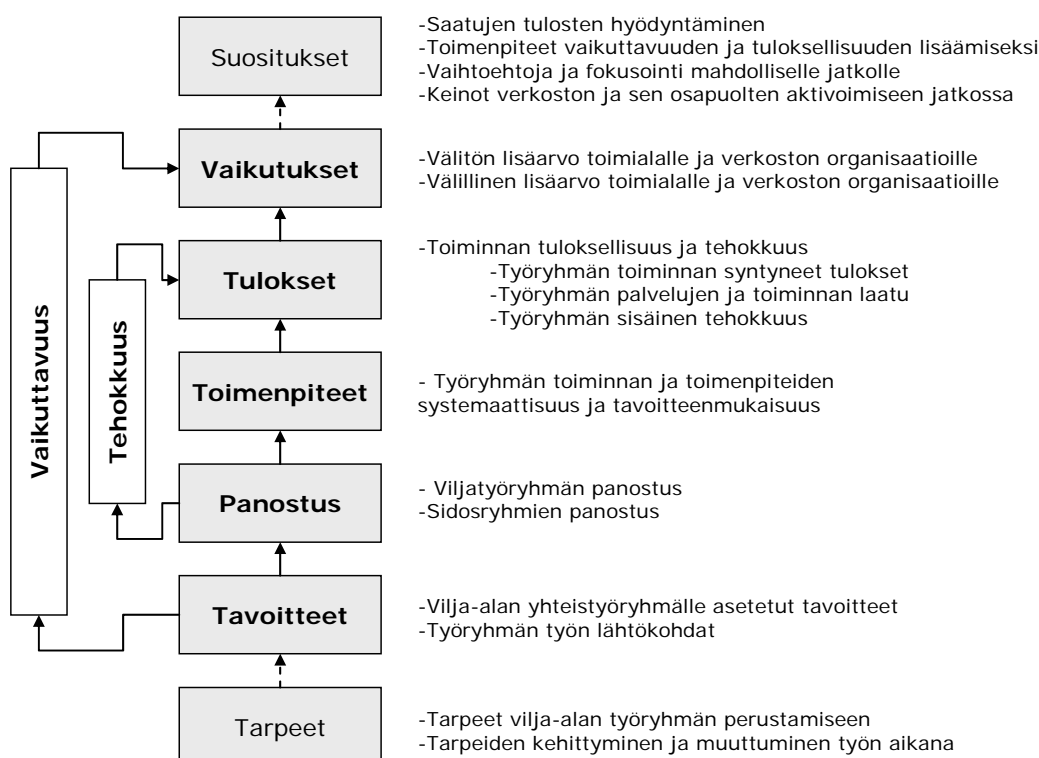 Suositukset
-Saatujen tulosten hyödyntäminen
-Toimenpiteet vaikuttavuuden ja tuloksellisuuden lisäämiseksi
-Vaihtoehtoja ja fokusointi mahdolliselle jatkolle
-Keinot verkoston ja sen osapuolten aktivoimiseen jatkossa
Vaikutukset
-Välitön lisäarvo toimialalle ja verkoston organisaatioille
-Välillinen lisäarvo toimialalle ja verkoston organisaatioille
Tulokset
-Toiminnan tuloksellisuus ja tehokkuus
-Työryhmän toiminnan syntyneet tulokset
-Työryhmän palvelujen ja toiminnan laatu
-Työryhmän sisäinen tehokkuus
Vaikuttavuus
Tehokkuus
Toimenpiteet
- Työryhmän toiminnan ja toimenpiteiden
systemaattisuus ja tavoitteenmukaisuus
Panostus
- Viljatyöryhmän panostus
-Sidosryhmien panostus
Tavoitteet
-Vilja-alan yhteistyöryhmälle asetetut tavoitteet
-Työryhmän työn lähtökohdat
Tarpeet
-Tarpeet vilja-alan työryhmän perustamiseen
-Tarpeiden kehittyminen ja muuttuminen työn aikana